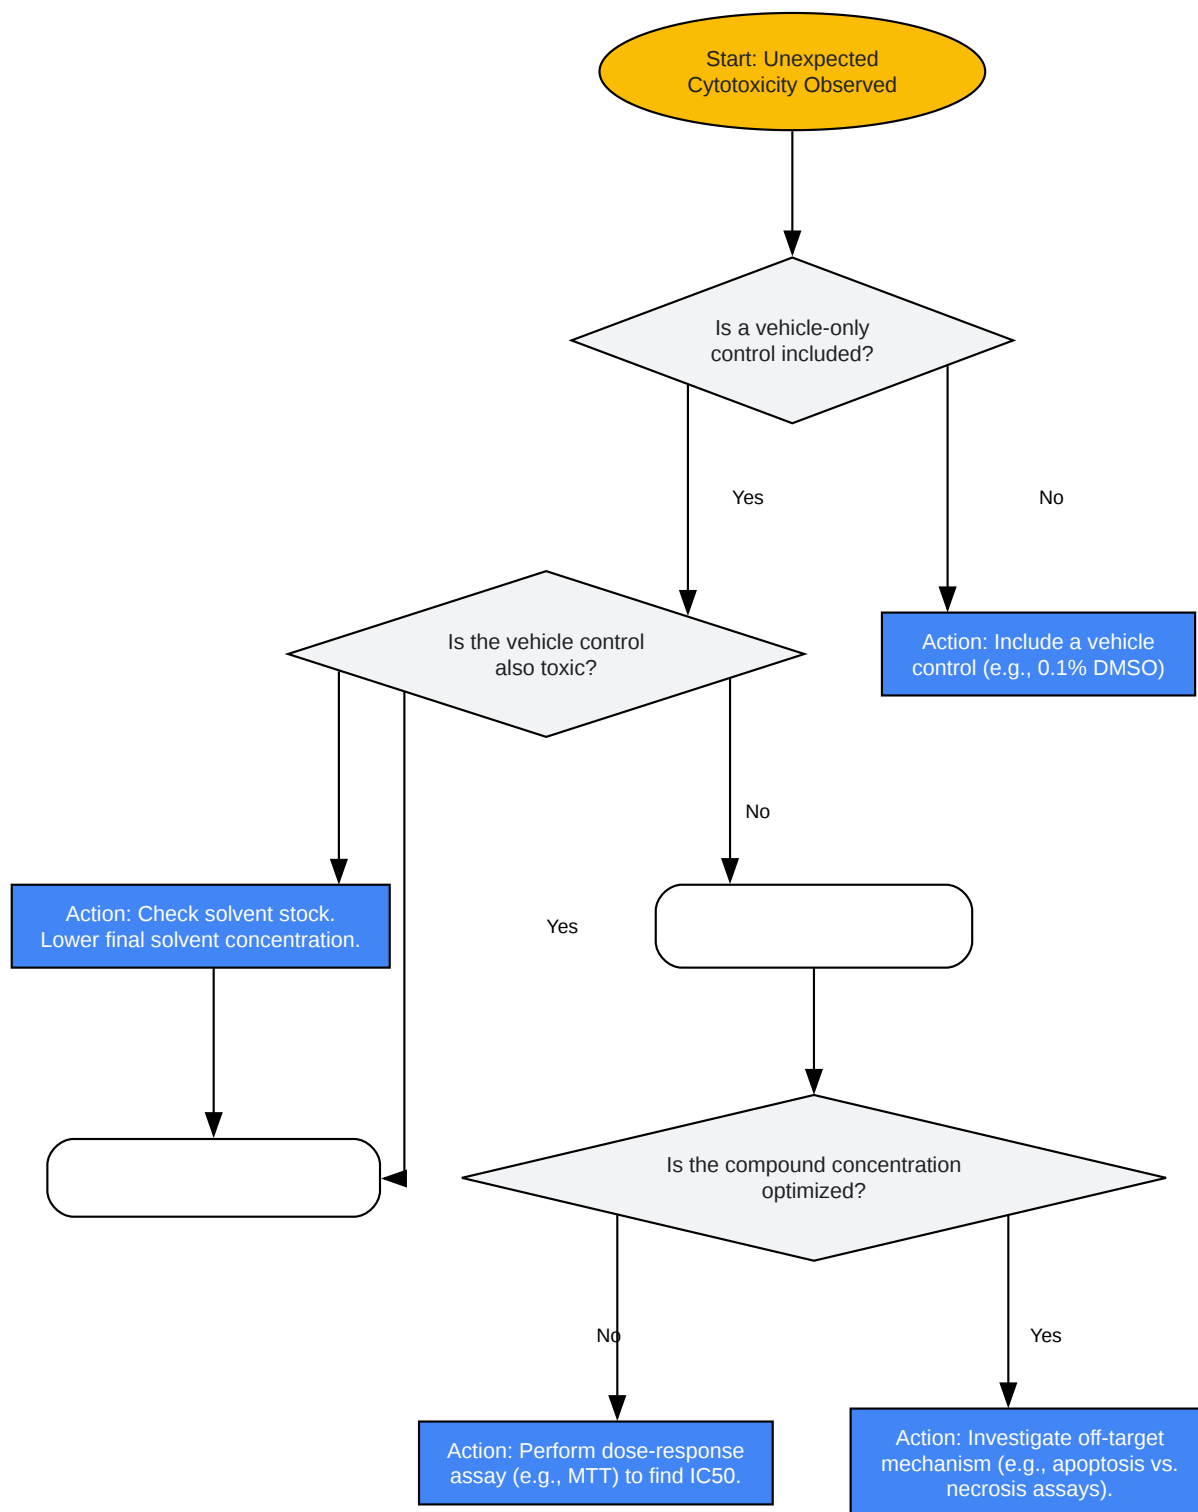 Start: Unexpected
Cytotoxicity Observed
Is a vehicle-only
control included?
Yes
No
Is the vehicle control
also toxic?
Action: Include a vehicle
control (e.g., 0.1% DMSO)
No
Action: Check solvent stock.
Lower final solvent concentration.
Yes
Is the compound concentration
optimized?
No
Yes
Action: Perform dose-response
assay (e.g., MTT) to find IC50.
Action: Investigate off-target
mechanism (e.g., apoptosis vs.
necrosis assays).